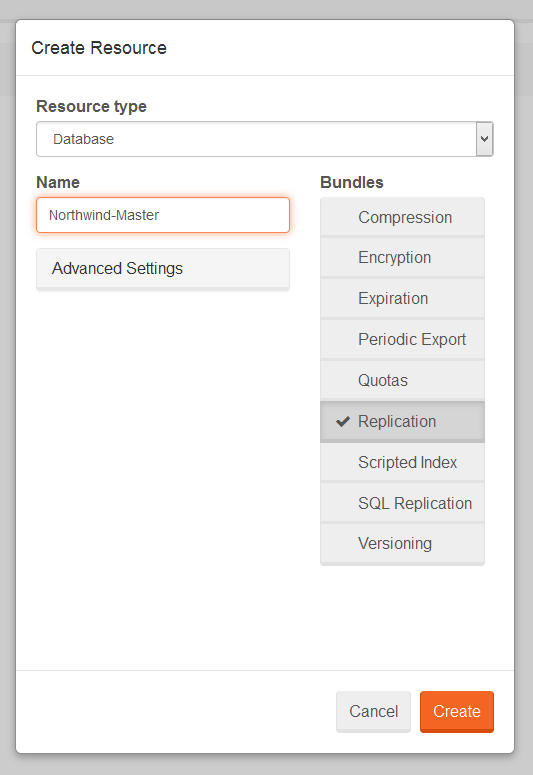 Create Resource
Resource type
Database
Name
Northwind-Master
Advanced Settings
Bundles
Compression
Encryption
Expiration
Periodic Export
Quotas
Replication
Scripted Index
SQL Replication
Versioning
Cancel
Create